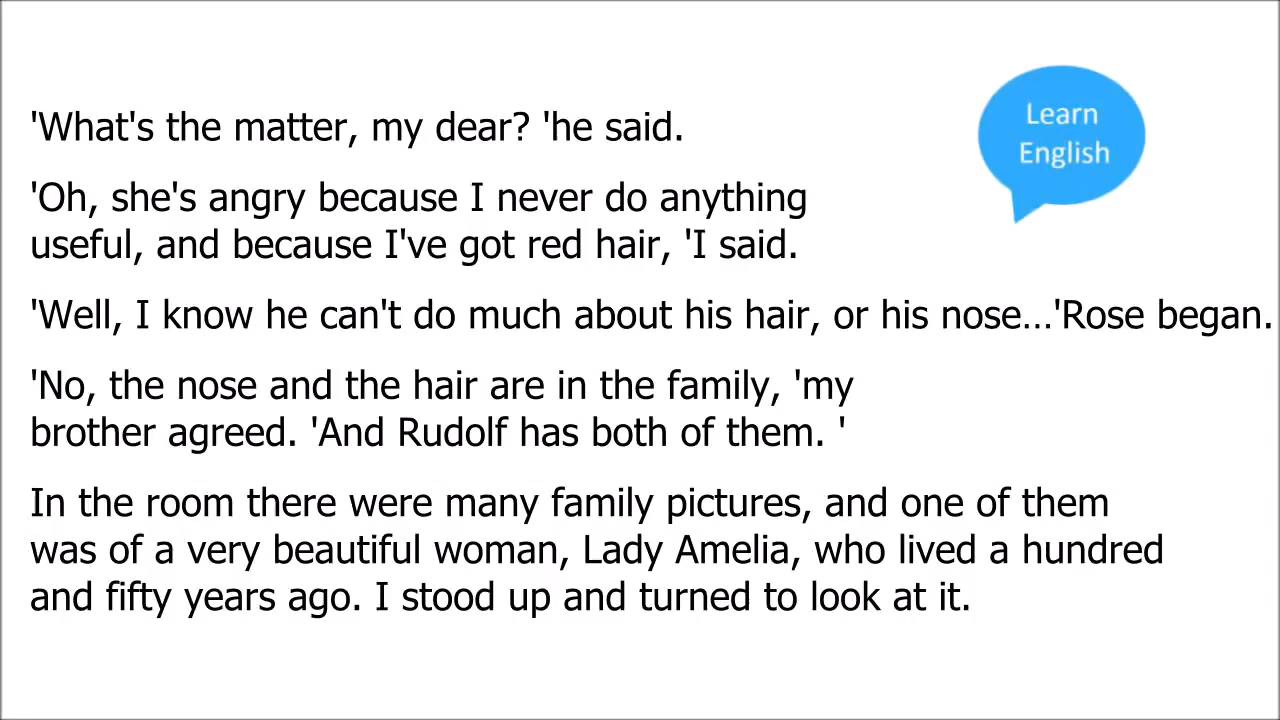 'What's the matter, my dear? 'he said.
'Oh, she's angry because I never do anything
useful, and because I've got red hair, 'I said.
'Well, I know he can't do much about his hair, or his nose...'Rose began.
'No, the nose and the hair are in the family, 'my
brother agreed. 'And Rudolf has both of them. '
In the room there were many family pictures, and one of them
was of a very beautiful woman, Lady Amelia, who lived a hundred
and fifty years ago. I stood up and turned to look at it.
Learn
English